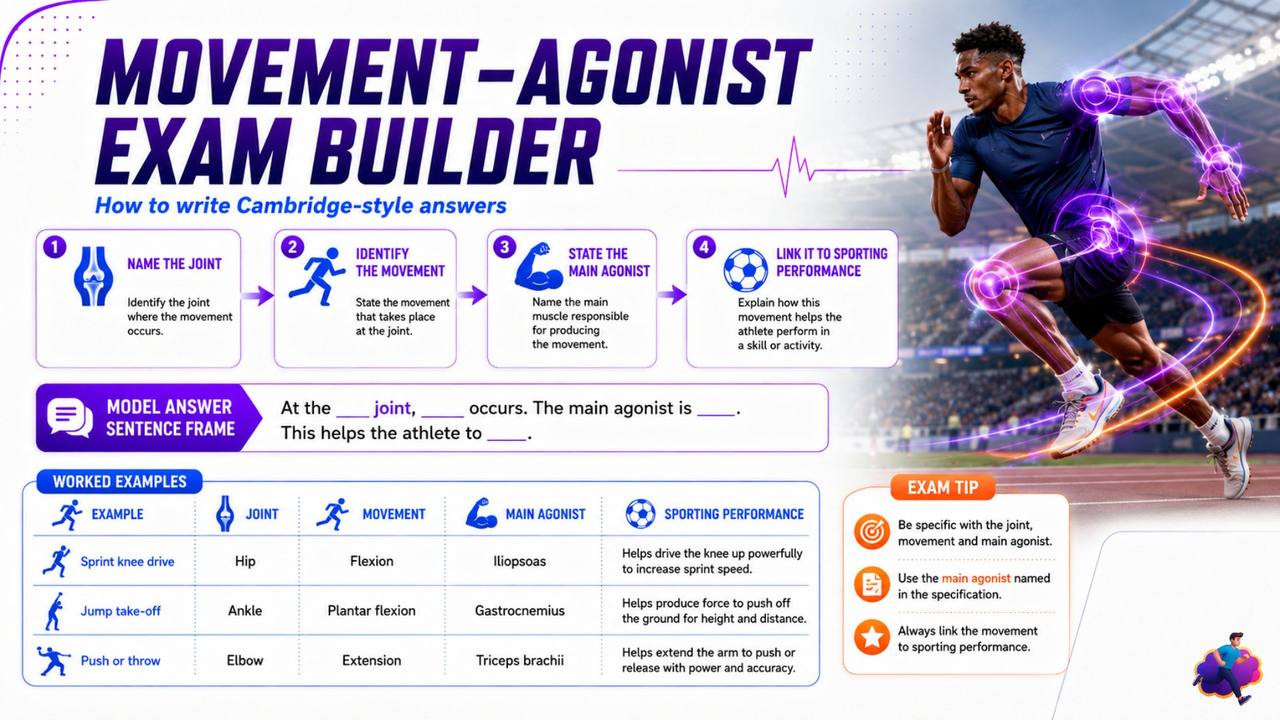 MOVEMENT–AGONIST
EXAM BUILDER
How to write Cambridge-style answers
1
NAME THE JOINT
Identify the joint
where the movement
occurs.
2
IDENTIFY
THE MOVEMENT
State the movement
that takes place
at the joint.
3
STATE THE
MAIN AGONIST
Name the main
muscle responsible
for producing
the movement.
4
LINK IT TO SPORTING
PERFORMANCE
Explain how this
movement helps the
athlete perform in
a skill or activity.
MODEL ANSWER
SENTENCE FRAME
At the ____ joint, _____ occurs. The main agonist is ____.
This helps the athlete to ____.
WORKED EXAMPLES
EXAMPLE JOINT MOVEMENT MAIN AGONIST SPORTING PERFORMANCE
Sprint knee drive Hip Flexion Iliopsoas Helps drive the knee up powerfully
to increase sprint speed.
Jump take-off Ankle Plantar flexion Gastrocnemius Helps produce force to push off
the ground for height and distance.
Push or throw Elbow Extension Triceps brachii Helps extend the arm to push or
release with power and accuracy.
EXAM TIP
Be specific with the joint,
movement and main agonist.
Use the main agonist named
in the specification.
Always link the movement
to sporting performance.